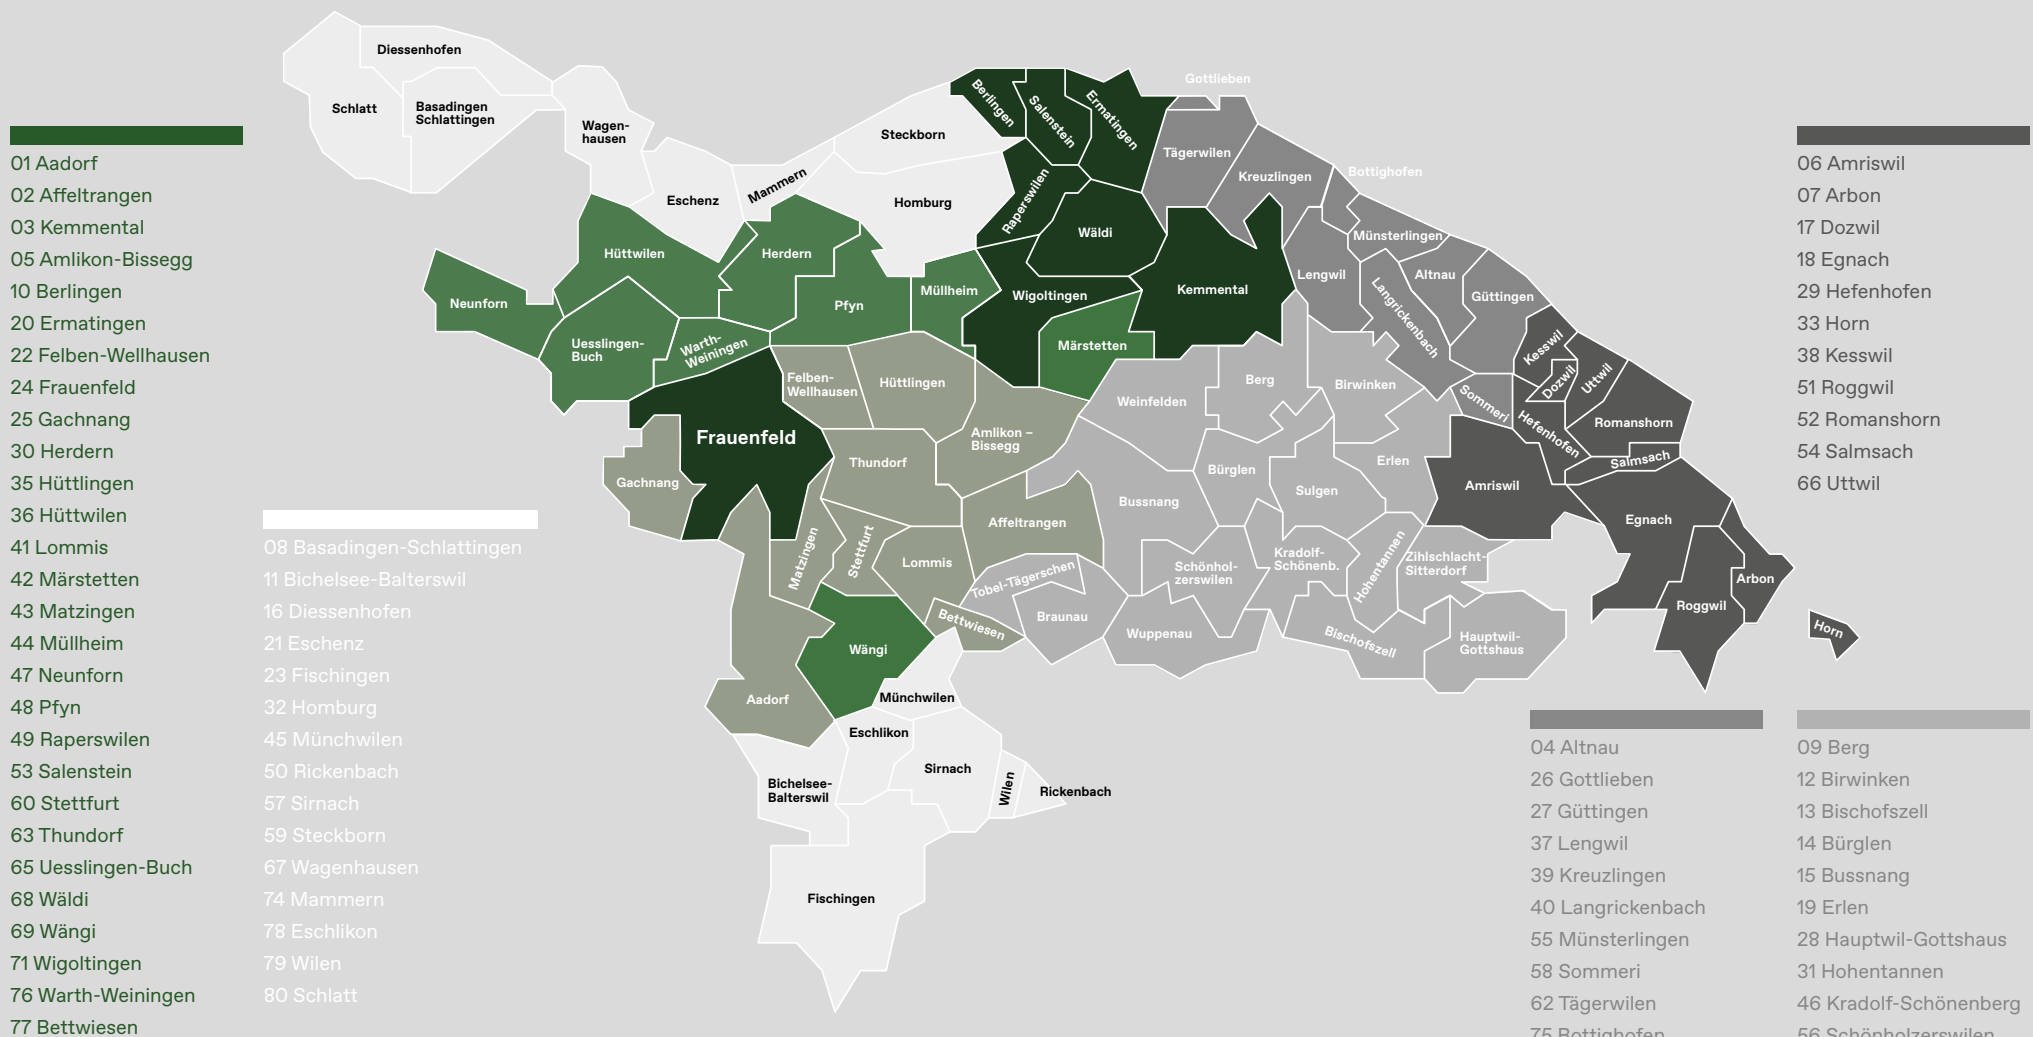 01 Aadorf
02 Affeltrangen
03 Kemmental
05 Amlikon-Bissegg
10 Berlingen
20 Ermatingen
22 Felben-Wellhausen
24 Frauenfeld
25 Gachnang
30 Herdern
35 Hüttlingen
36 Hüttwilen
41 Lommis
42 Märstetten
43 Matzingen
44 Müllheim
47 Neunforn
48 Pfyn
49 Raperswilen
53 Salenstein
60 Stettfurt
63 Thundorf
65 Uesslingen-Buch
68 Wäldi
69 Wängi
71 Wigoltingen
76 Warth-Weiningen
77 Bettwiesen
08 Basadingen-Schlattingen
11 Bichelsee-Balterswil
16 Diessenhofen
21 Eschenz
23 Fischingen
32 Homburg
45 Münchwilen
50 Rickenbach
57 Sirnach
59 Steckborn
67 Wagenhausen
74 Mammern
78 Eschlikon
79 Wilen
80 Schlatt
Diessenhofen
Schlatt
Basadingen
Schlattingen
Wagen-
hausen
Eschenz
Mammern
Steckborn
Homburg
Berlingen
Salenstein
Ermatingen
Raperswilen
Wäldi
Wigoltingen
Kemmental
Märstetten
Gottlieben
Tägerwilen
Kreuzlingen
Bottighofen
Münsterlingen
Lengwil
Langrickenbach
Altnau
Güttingen
Sommeri
Kesswil
Dozwil
Uttwil
Hefenhofen
Romanshorn
Salmsach
Amriswil
Egnach
Roggwil
Arbon
Horn
Neunforn
Hüttwilen
Uesslingen-
Buch
Warth-
Weiningen
Herdern
Pfyn
Müllheim
Felben-
Wellhausen
Hüttlingen
Frauenfeld
Gachnang
Thundorf
Amlikon –
Bissegg
Affeltrangen
Matzingen
Stettfurt
Lommis
Wängi
Aadorf
Bettwiesen
Tobel-Tägerschen
Braunau
Weinfelden
Berg
Birwinken
Bürglen
Bussnang
Sulgen
Erlen
Schönhol-
zerswilen
Kradolf-
Schönenb.
Hohentannen
Zihlschlacht-
Sitterdorf
Wuppenau
Bischofszell
Hauptwil-
Gottshaus
Münchwilen
Eschlikon
Bichelsee-
Balterswil
Sirnach
Wilen
Rickenbach
Fischingen
06 Amriswil
07 Arbon
17 Dozwil
18 Egnach
29 Hefenhofen
33 Horn
38 Kesswil
51 Roggwil
52 Romanshorn
54 Salmsach
66 Uttwil
04 Altnau
26 Gottlieben
27 Güttingen
37 Lengwil
39 Kreuzlingen
40 Langrickenbach
55 Münsterlingen
58 Sommeri
62 Tägerwilen
75 Bottighofen
09 Berg
12 Birwinken
13 Bischofszell
14 Bürglen
15 Bussnang
19 Erlen
28 Hauptwil-Gottshaus
31 Hohentannen
46 Kradolf-Schönenberg
56 Schönholzerswilen